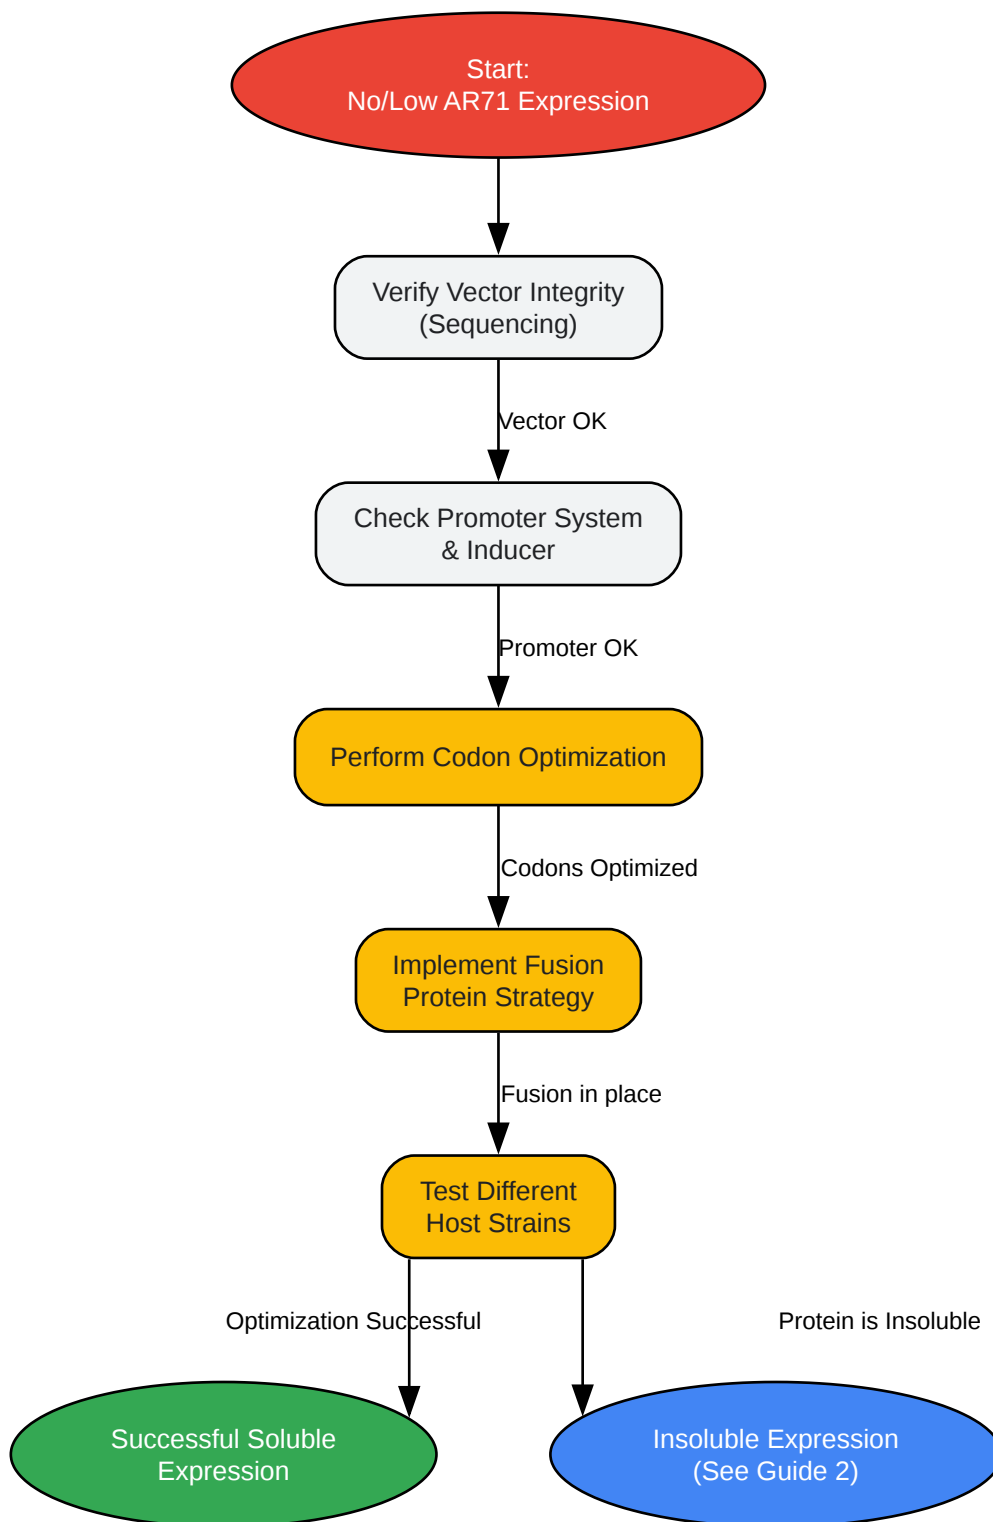 Start:
No/Low AR71 Expression
Verify Vector Integrity
(Sequencing)
Vector OK
Check Promoter System
& Inducer
Promoter OK
Perform Codon Optimization
Codons Optimized
Implement Fusion
Protein Strategy
Fusion in place
Test Different
Host Strains
Optimization Successful
Protein is Insoluble
Successful Soluble
Expression
Insoluble Expression
(See Guide 2)